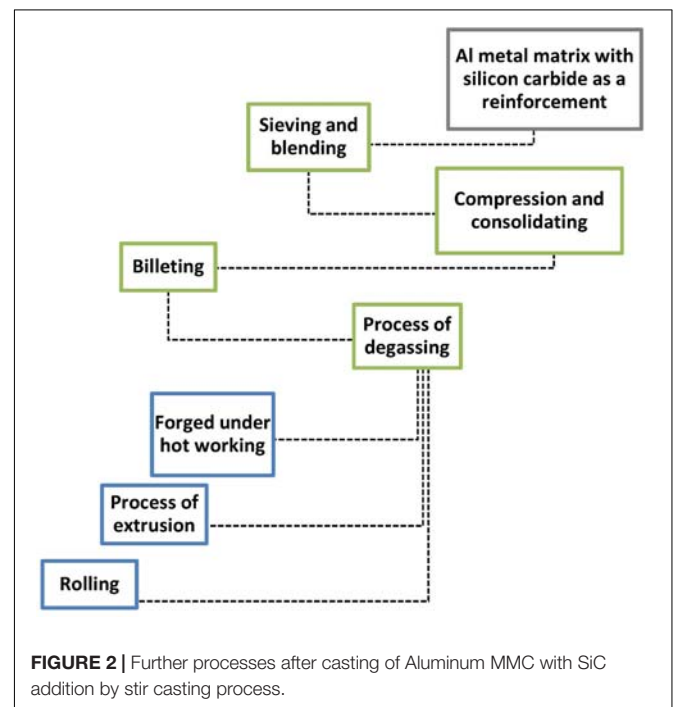 Al metal matrix with
silicon carbide as a
reinforcement
Sieving and
blending
Compression and
consolidating
Billeting
Process of
degassing
Forged under
hot working
Process of
extrusion
Rolling
FIGURE 2 | Further processes after casting of Aluminum MMC with SiC
addition by stir casting process.